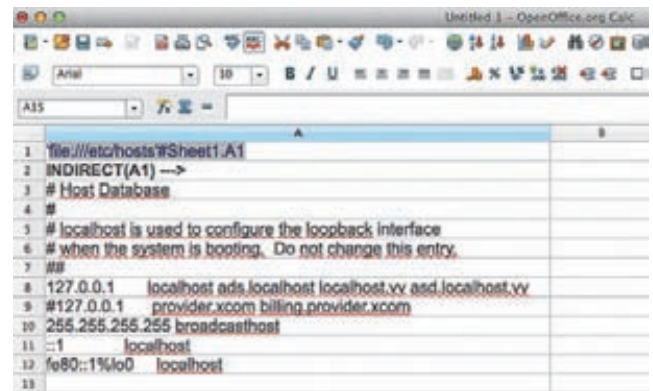 Untitled 1 - OpenOffice.org Calc
Arial 10 B I U
A15
A B
1 'file:///etc/hosts'#Sheet1.A1
2 INDIRECT(A1) --->
3 # Host Database
4 #
5 # localhost is used to configure the loopback interface
6 # when the system is booting.  Do not change this entry.
7 ##
8 127.0.0.1 localhost ads.localhost localhost.vv asd.localhost.vv
9 #127.0.0.1 provider.xcom billing.provider.xcom
10 255.255.255.255 broadcasthost
11 ::1 localhost
12 fe80::1%lo0 localhost
13